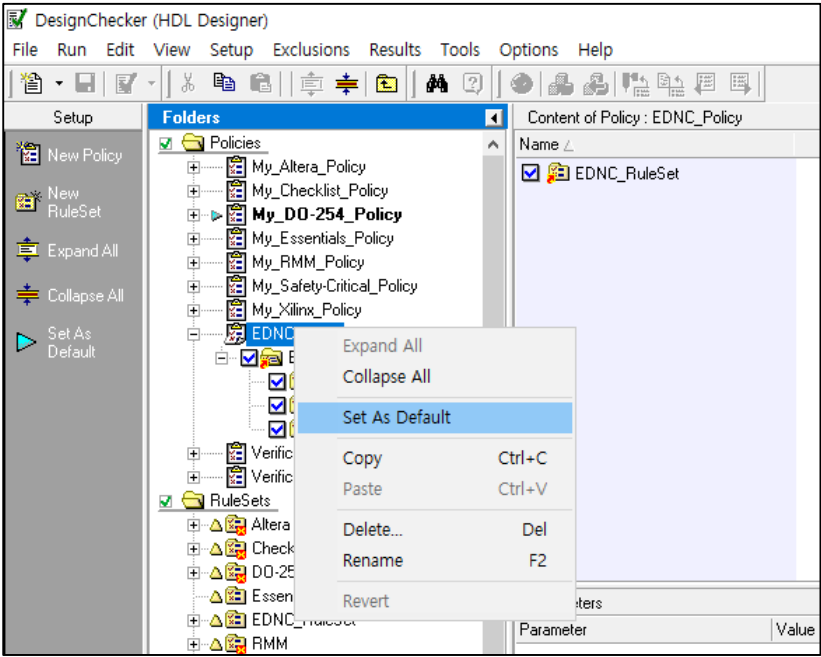 DesignChecker (HDL Designer)
File Run Edit View Setup Exclusions Results Tools Options Help
Setup
New Policy
New
RuleSet
Expand All
Collapse All
Set As
Default
Folders
Policies
My_Altera_Policy
My_Checklist_Policy
My_DO-254_Policy
My_Essentials_Policy
My_RMM_Policy
My_Safety-Critical_Policy
My_Xilinx_Policy
EDNC
E
Verific
Verific
RuleSets
Altera
Check
DO-25
Essen
EDNC_RuleSet
RMM
Expand All
Collapse All
Set As Default
Copy Ctrl+C
Paste Ctrl+V
Delete... Del
Rename F2
Revert
Content of Policy : EDNC_Policy
Name
EDNC_RuleSet
eters
Parameter Value